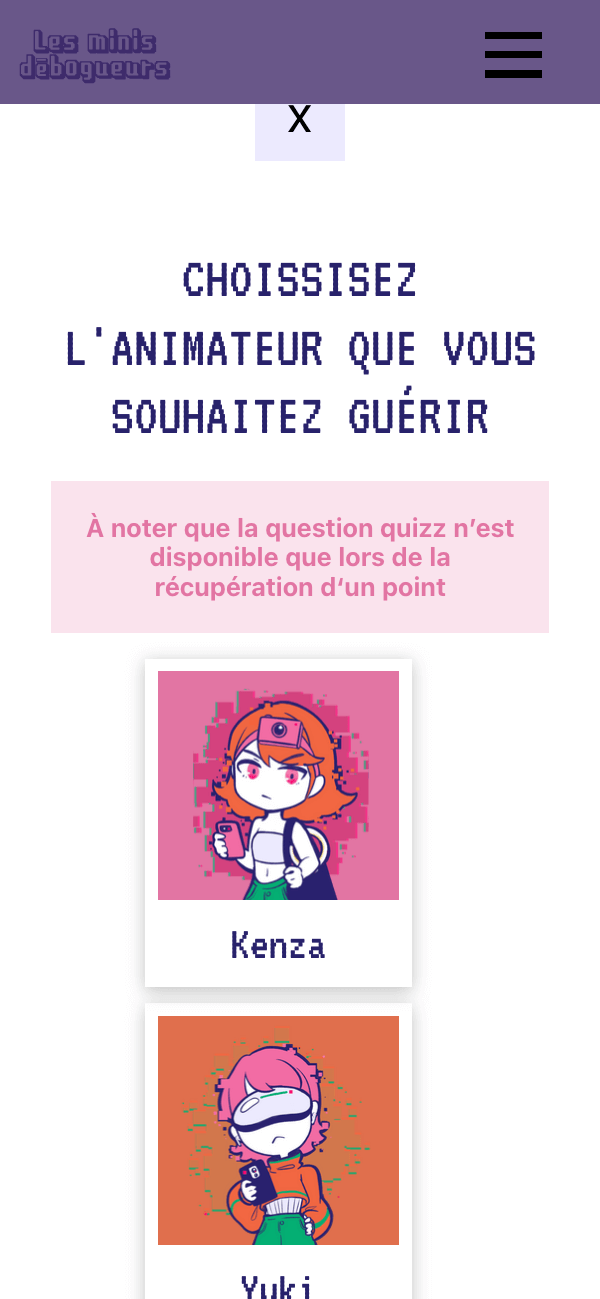 Les minis
débogueurs
X
CHOISSISEZ
L'ANIMATEUR QUE VOUS
SOUHAITEZ GUÉRIR
À noter que la question quizz n’est
disponible que lors de la
récupération d‘un point
Kenza
Yuki